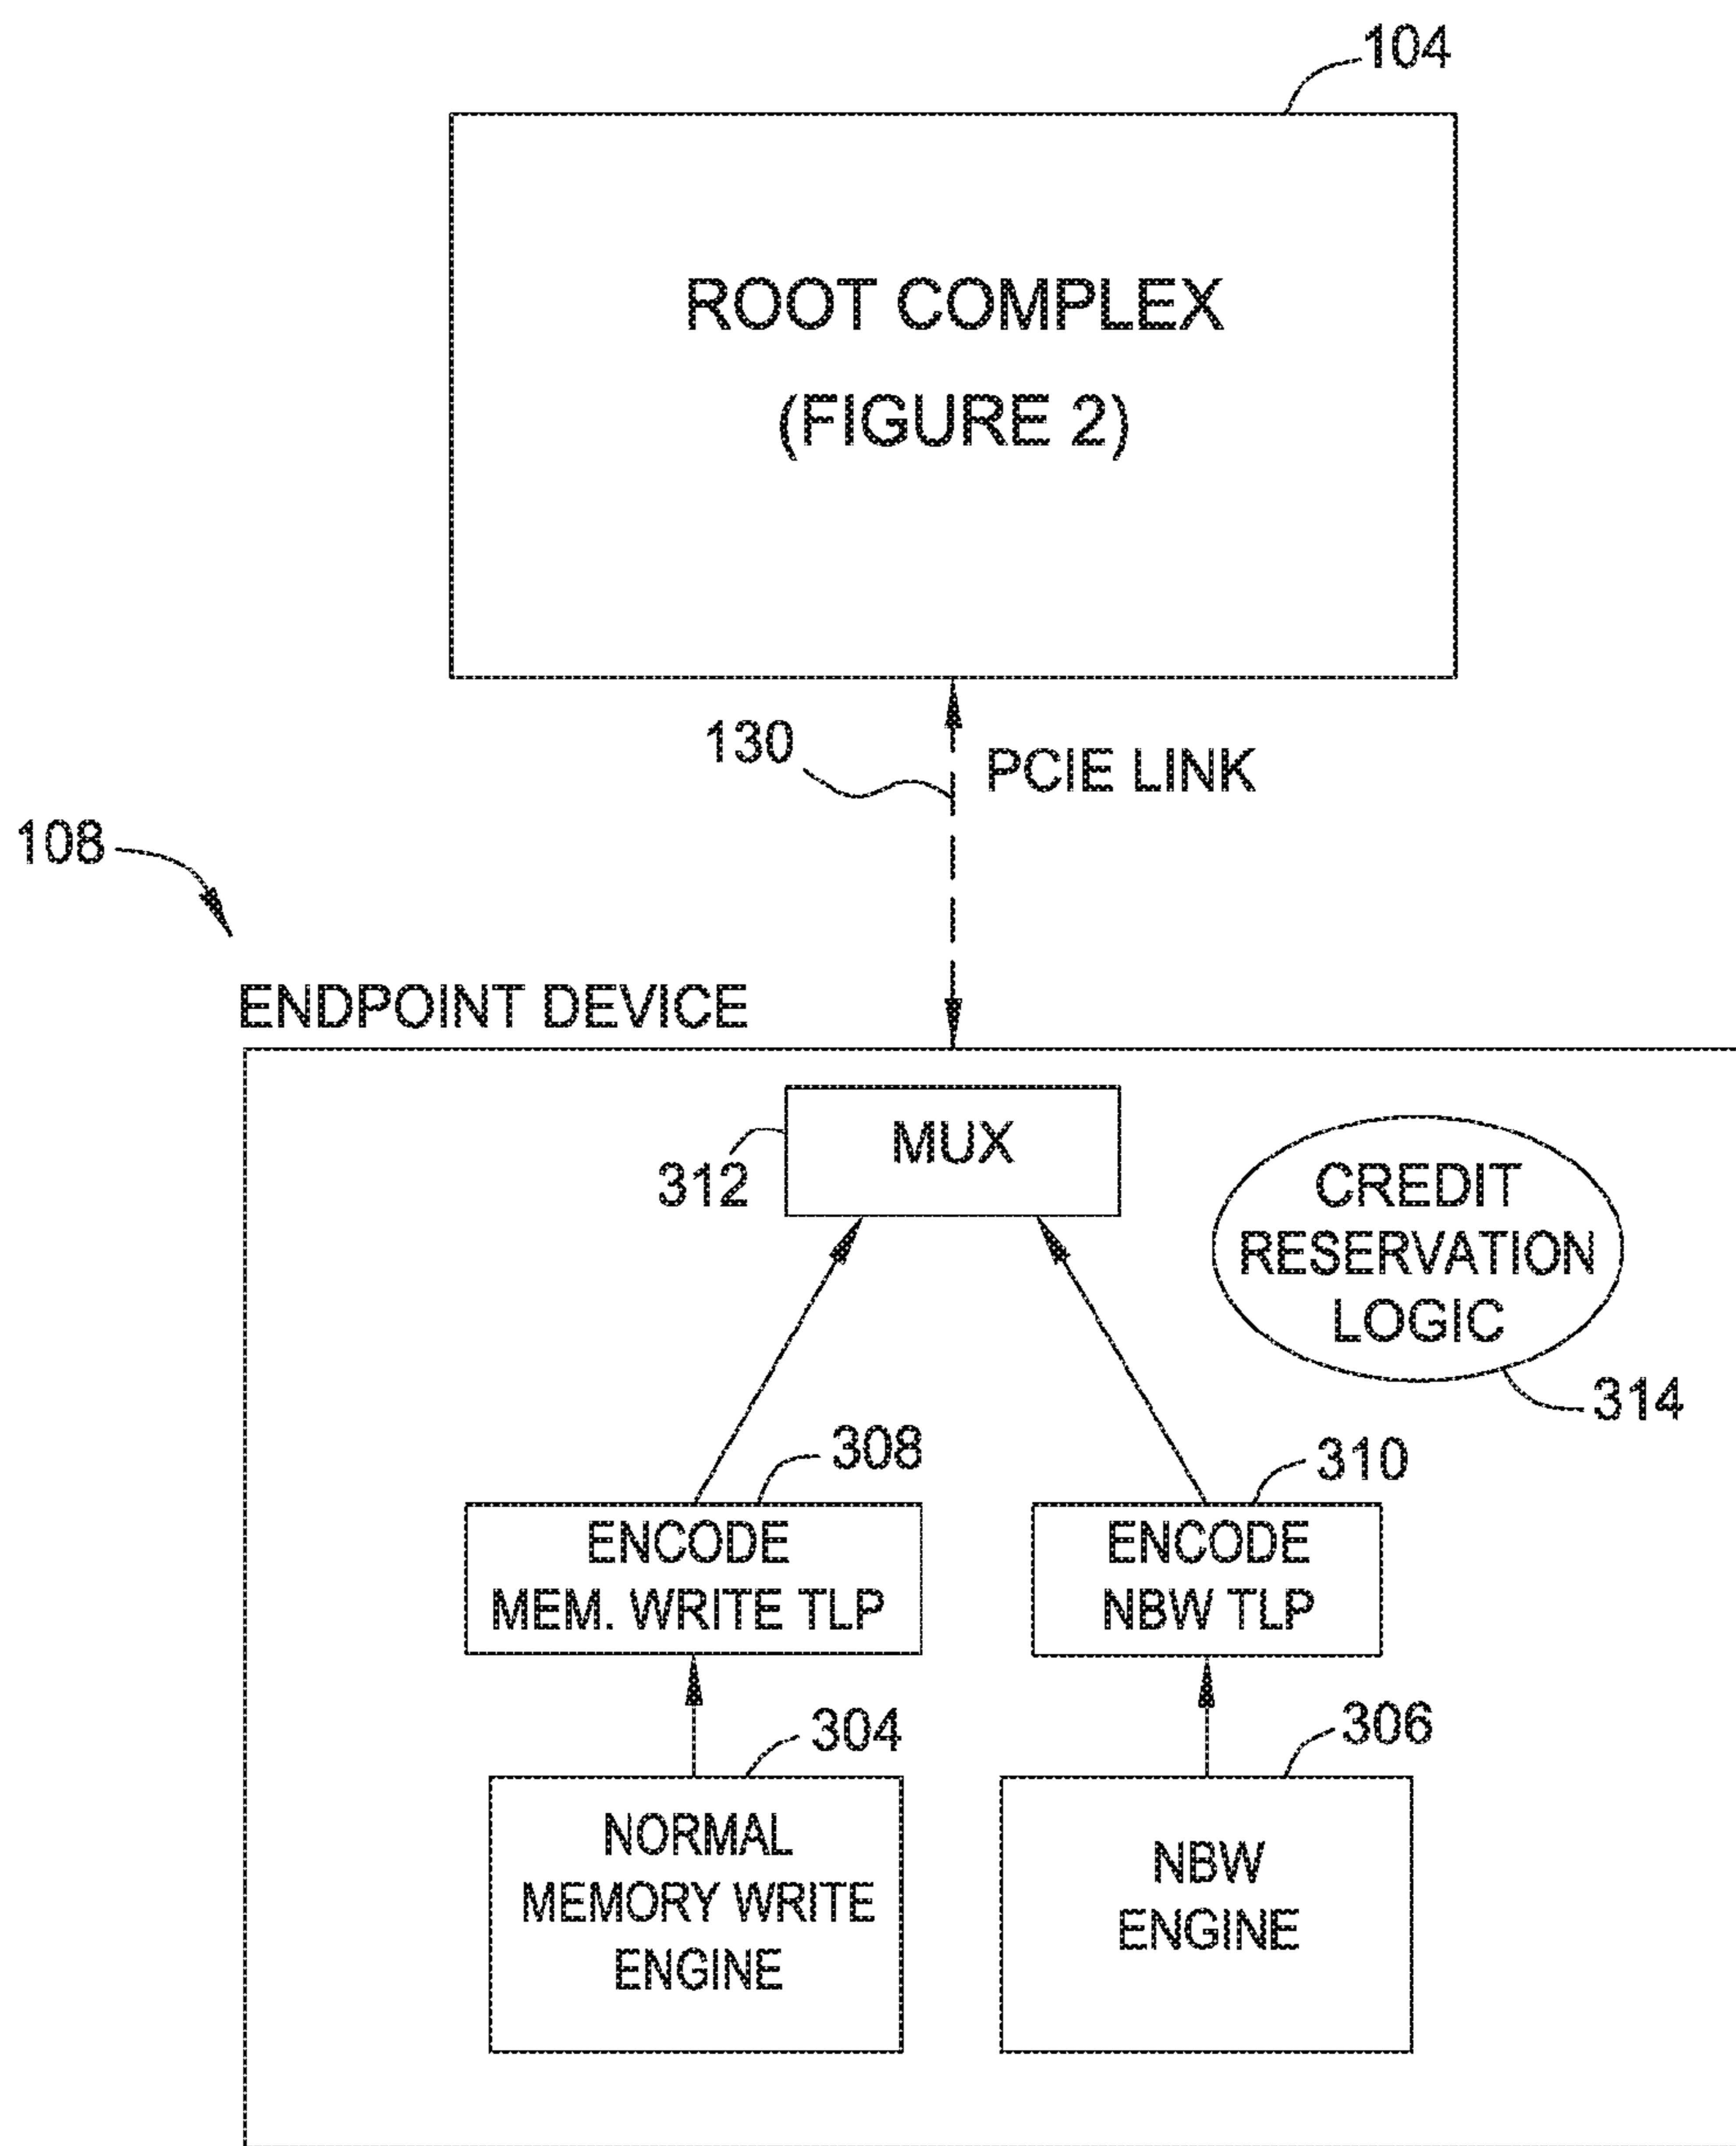 104
ROOT COMPLEX
(FIGURE 2)
130
PCIE LINK
108
ENDPOINT DEVICE
MUX
312
CREDIT
RESERVATION
LOGIC
314
308
ENCODE
MEM. WRITE TLP
310
ENCODE
NBW TLP
304
NORMAL
MEMORY WRITE
ENGINE
306
NBW
ENGINE